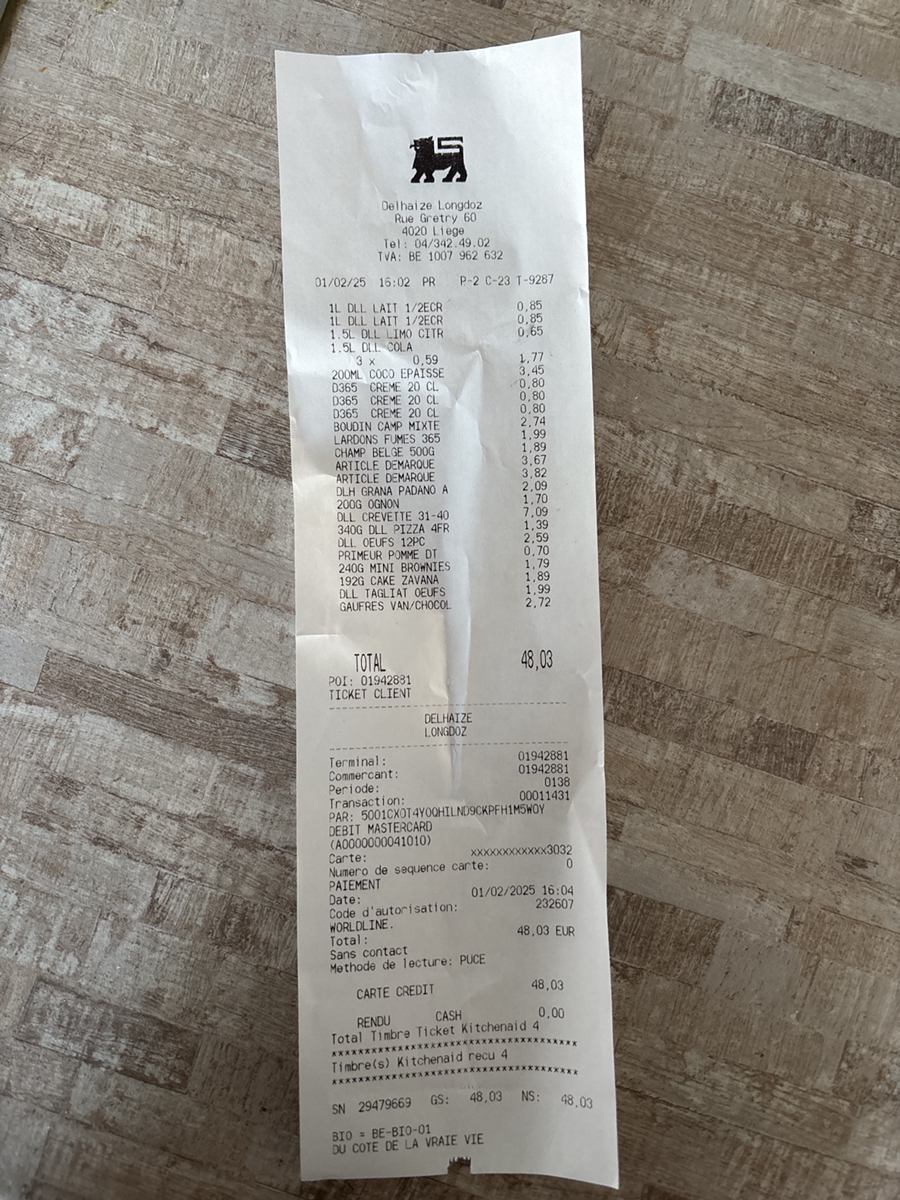 Delhaize Longdoz
Rue Gretry 60
4020 Liege
Tel: 04/342.49.02
TVA: BE 1007 962 632
01/02/25 16:02 PR P-2 C-23 T-9287
1L DLL LAIT 1/2ECR 0,85
1L DLL LAIT 1/2ECR 0,85
1.5L DLL LIMO CITR 0,65
1.5L DLL COLA
3 x 0,59 1,77
200ML COCO EPAISSE 3,45
D365 CREME 20 CL 0,80
D365 CREME 20 CL 0,80
D365 CREME 20 CL 0,80
BOUDIN CAMP MIXTE 2,74
LARDONS FUMES 365 1,99
CHAMP BELGE 500G 1,89
ARTICLE DEMARQUE 3,67
ARTICLE DEMARQUE 3,82
DLH GRANA PADANO A 2,09
200G OGNON 1,70
DLL CREVETTE 31-40 7,09
340G DLL PIZZA 4FR 1,39
DLL OEUFS 12PC 2,59
PRIMEUR POMME DT 0,70
240G MINI BROWNIES 1,79
192G CAKE ZAVANA 1,89
DLL TAGLIAT OEUFS 1,99
GAUFRES VAN/CHOCOL 2,72
TOTAL 48,03
POI: 01942881
TICKET CLIENT
DELHAIZE
LONGDOZ
Terminal: 01942881
Commercant: 01942881
Periode: 0138
Transaction: 00011431
PAR: 5001CXOT4Y0QHILND9CKPFH1M5WOY
DEBIT MASTERCARD
(A0000000041010)
Carte: xxxxxxxxxxxx3032
Numero de sequence carte: 0
PAIEMENT
Date: 01/02/2025 16:04
Code d'autorisation: 232607
WORLDLINE.
Total: 48,03 EUR
Sans contact
Methode de lecture: PUCE
CARTE CREDIT 48,03
RENDU CASH 0,00
Total Timbre Ticket Kitchenaid 4
****************************************
Timbre(s) Kitchenaid recu 4
****************************************
SN 29479669 GS: 48,03 NS: 48,03
BIO = BE-BIO-01
DU COTE DE LA VRAIE VIE